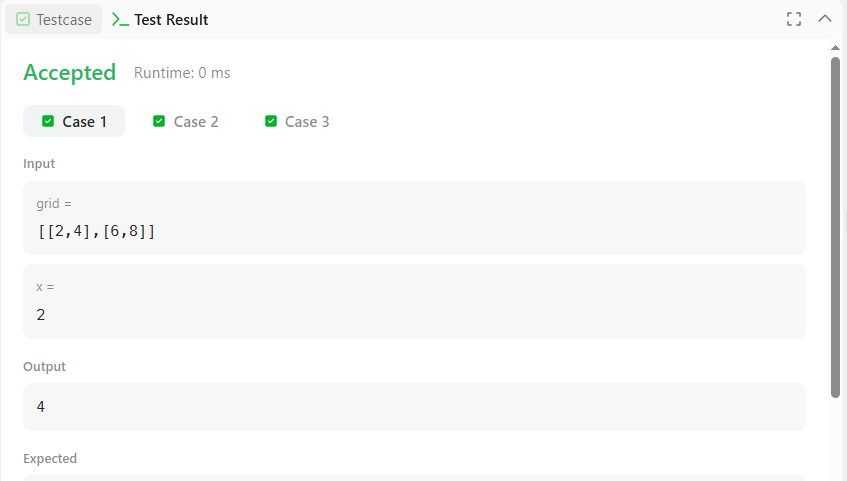 Testcase Test Result
Accepted Runtime: 0 ms
Case 1 Case 2 Case 3
Input
grid =
[[2,4],[6,8]]
x =
2
Output
4
Expected